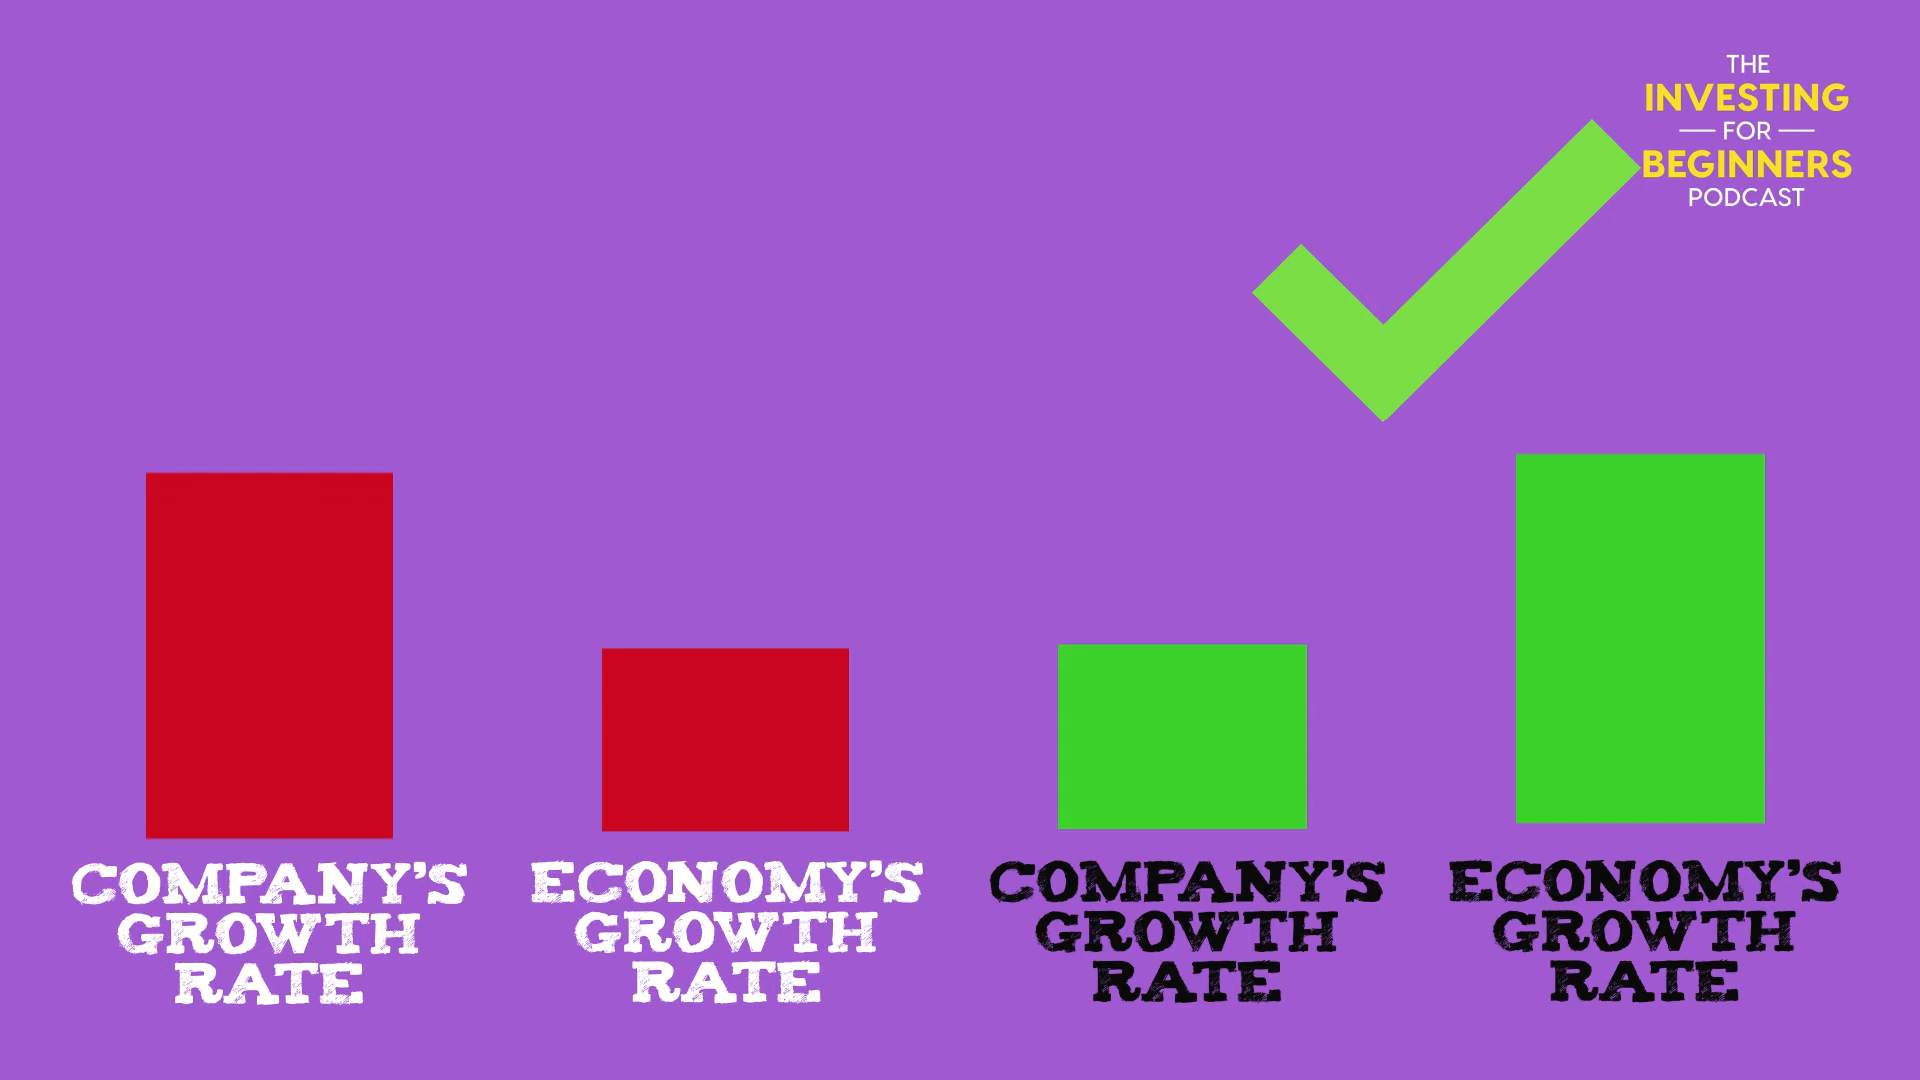 THE
INVESTING
FOR
BEGINNERS
PODCAST
COMPANY'S
GROWTH
RATE
ECONOMY'S
GROWTH
RATE
COMPANY'S
GROWTH
RATE
ECONOMY'S
GROWTH
RATE